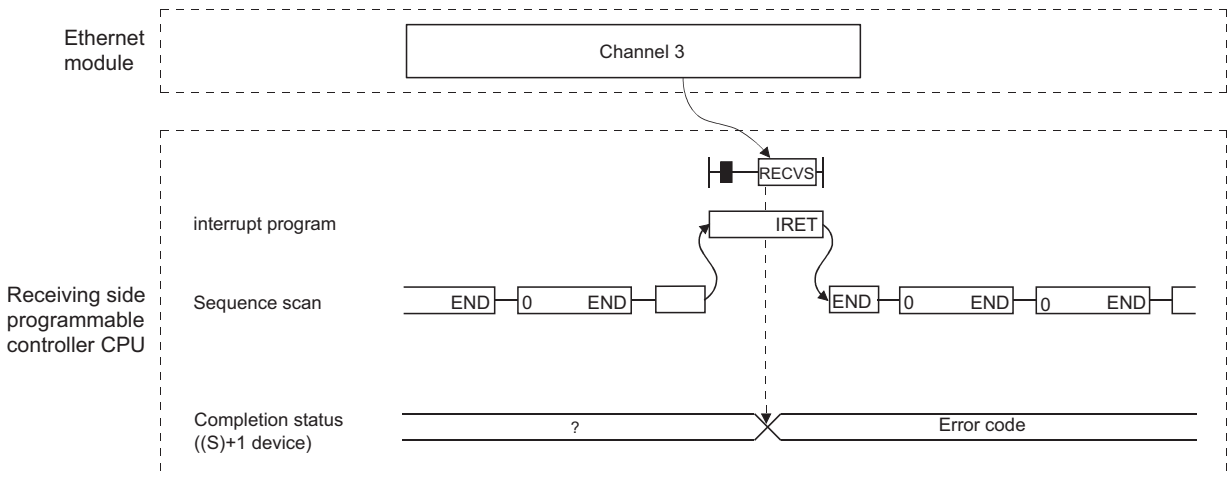 Ethernet
module
Channel 3
RECVS
interrupt program
IRET
Receiving side
programmable
controller CPU
Sequence scan
END 0 END END 0 END 0 END
Completion status
((S)+1 device)
?
Error code